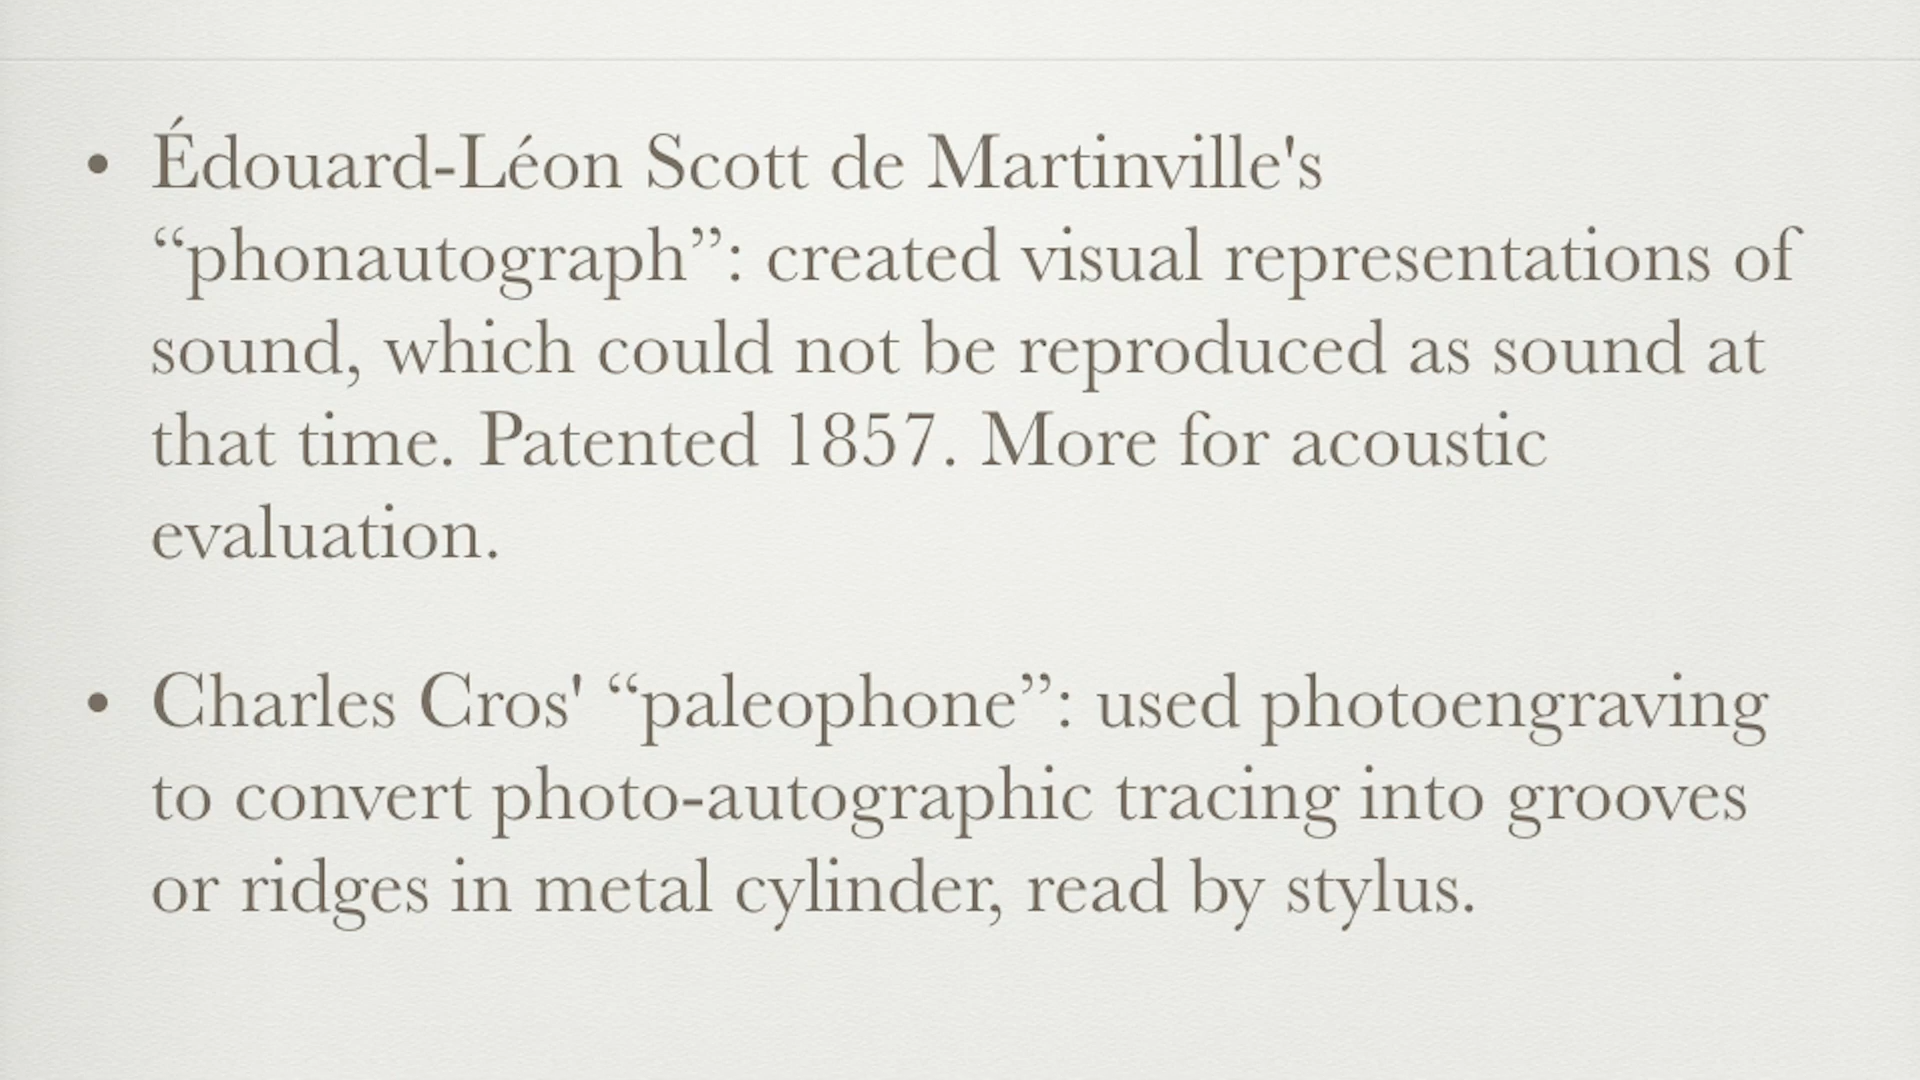 • Édouard-Léon Scott de Martinville's
“phonautograph”: created visual representations of
sound, which could not be reproduced as sound at
that time. Patented 1857. More for acoustic
evaluation.
• Charles Cros' “paleophone”: used photoengraving
to convert photo-autographic tracing into grooves
or ridges in metal cylinder, read by stylus.